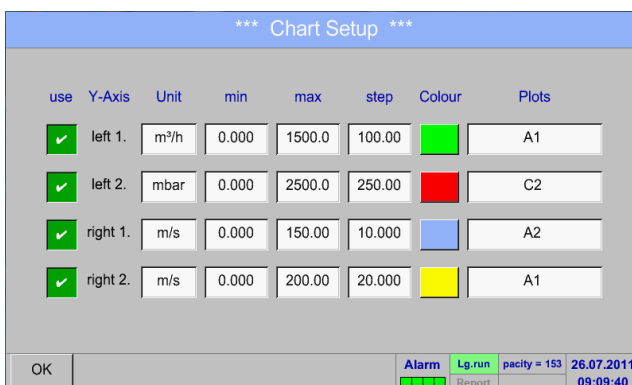 *** Chart Setup ***
use Y-Axis Unit min max step Colour Plots
left 1. m³/h 0.000 1500.0 100.00 A1
left 2. mbar 0.000 2500.0 250.00 C2
right 1. m/s 0.000 150.00 10.000 A2
right 2. m/s 0.000 200.00 20.000 A1
OK Alarm Lg.run pacity = 153 26.07.2011
Report 09:09:40